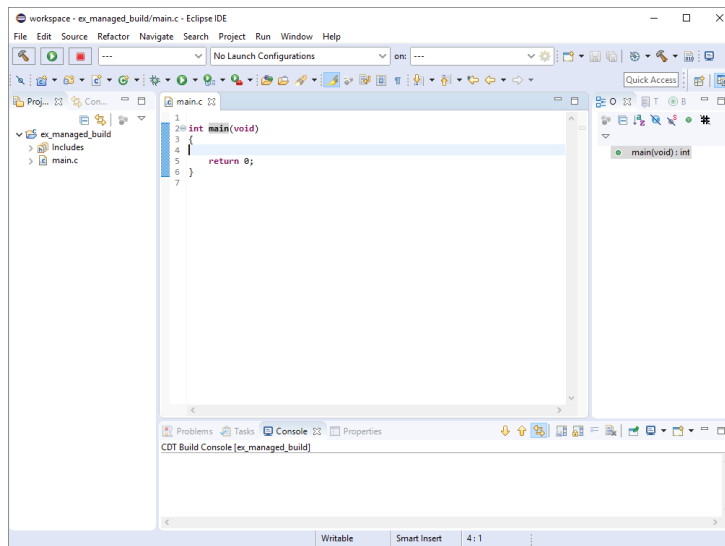 workspace - ex_managed_build/main.c - Eclipse IDE
File Edit Source Refactor Navigate Search Project Run Window Help
--- No Launch Configurations on: ---
Quick Access
Proj... Con... main.c O T B
1
2 int main(void)
3 {
4
5 return 0;
6 }
7
ex_managed_build
Includes
main.c
main(void) : int
Problems Tasks Console Properties
CDT Build Console [ex_managed_build]
Writable Smart Insert 4 : 1